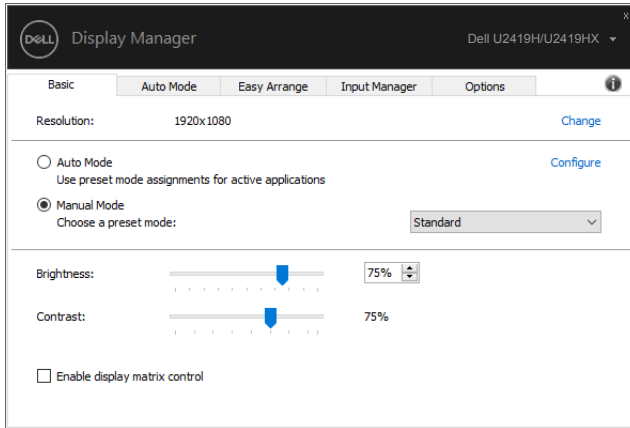 x
DELL Display Manager Dell U2419H/U2419HX
Basic Auto Mode Easy Arrange Input Manager Options i
Resolution: 1920x1080 Change
Auto Mode Configure
Use preset mode assignments for active applications
Manual Mode
Choose a preset mode: Standard
Brightness: 75%
Contrast: 75%
Enable display matrix control